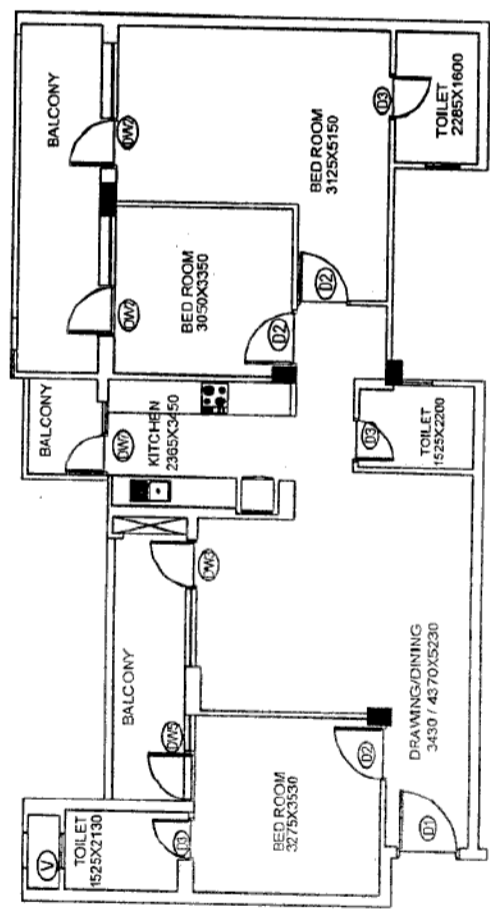 V
BALCONY
BALCONY
BALCONY
TOILET
1525X2130
DW2
DW2
KITCHEN
2365X3450
D3
DW5
DW3
BED ROOM
3050X3350
BED ROOM
3275X3530
D2
D2
BED ROOM
3125X5150
D2
D3
D3
D1
DRAWING/DINING
3430 / 4370X5230
TOILET
1525X2200
TOILET
2285X1600